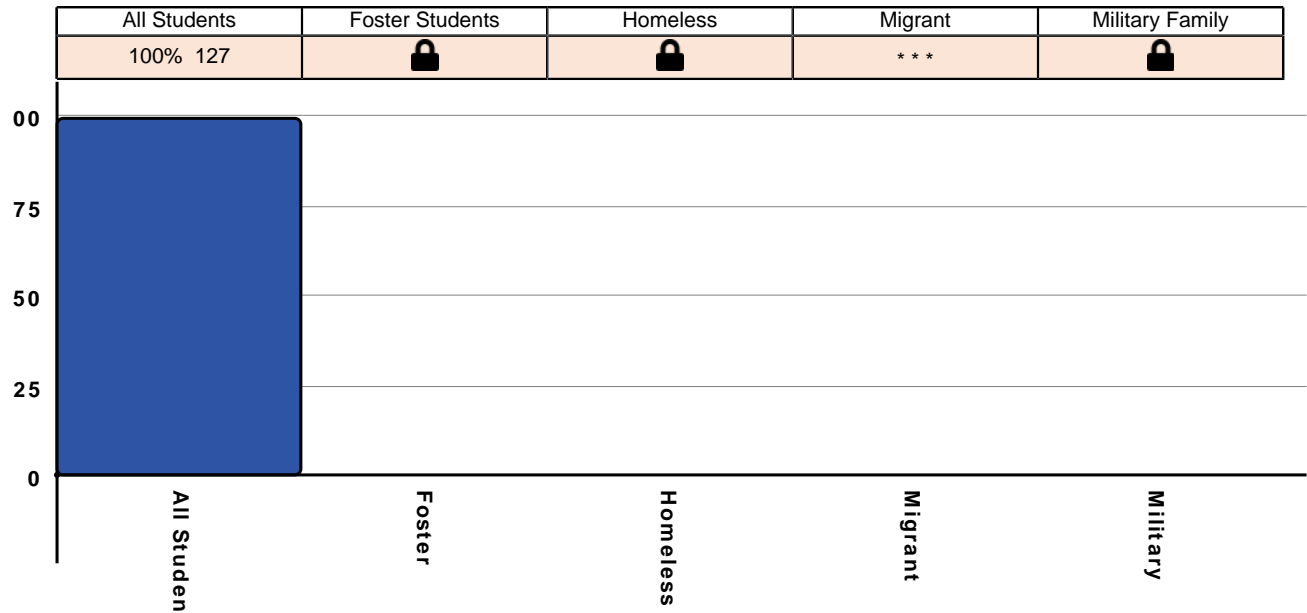 All Students Foster Students Homeless Migrant Military Family
100% 127 * * *
00
75
50
25
0
All Studen
Foster
Homeless
Migrant
Military